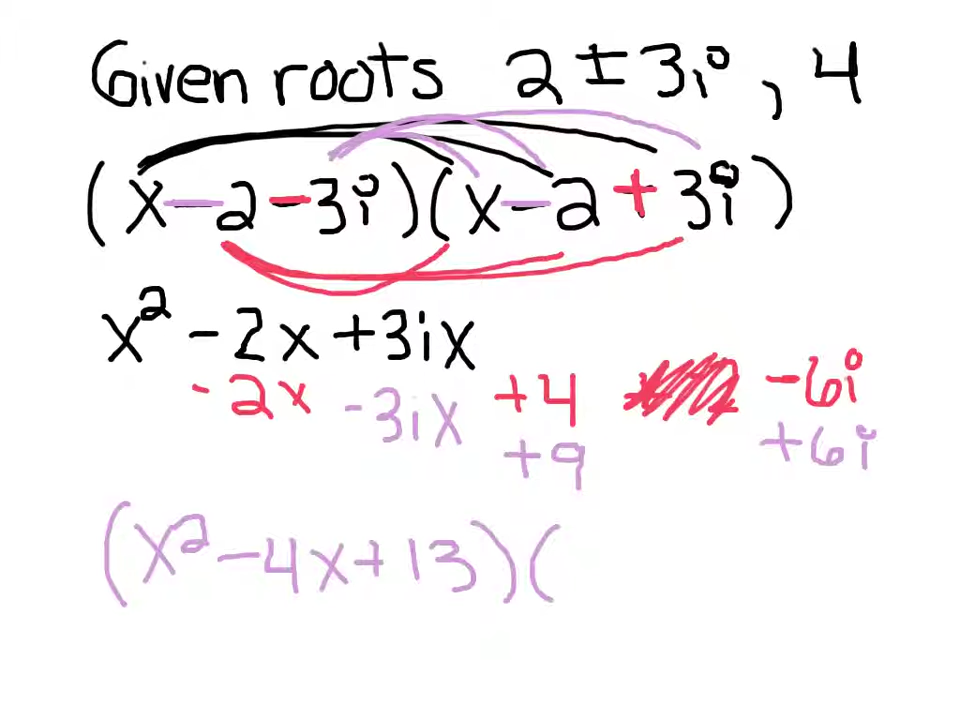 Given roots 2 ± 3i , 4
(x - 2 - 3i)(x - 2 + 3i)
x² - 2x + 3ix
- 2x - 3ix + 4 - 6i
+ 9 + 6i
(x² - 4x + 13)(